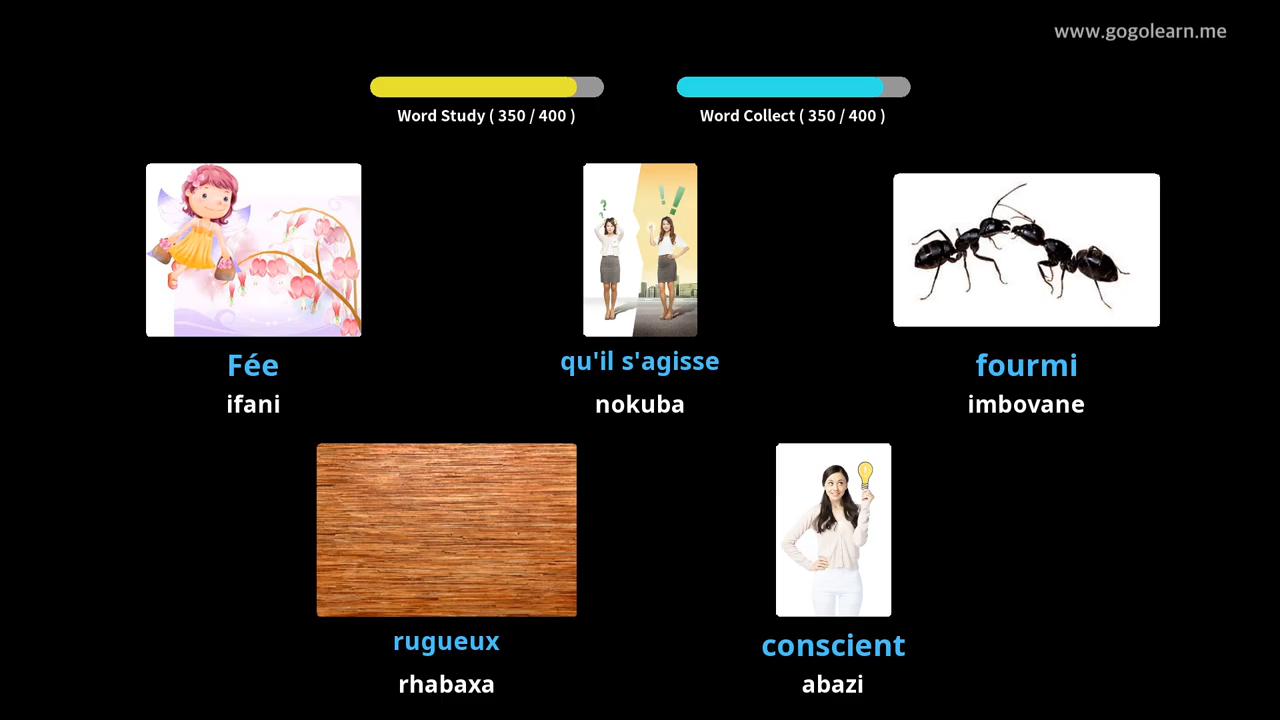 www.gogolearn.me
Word Study ( 350 / 400 )
Word Collect ( 350 / 400 )
Fée
ifani
qu'il s'agisse
nokuba
fourmi
imbovane
rugueux
rhabaxa
conscient
abazi